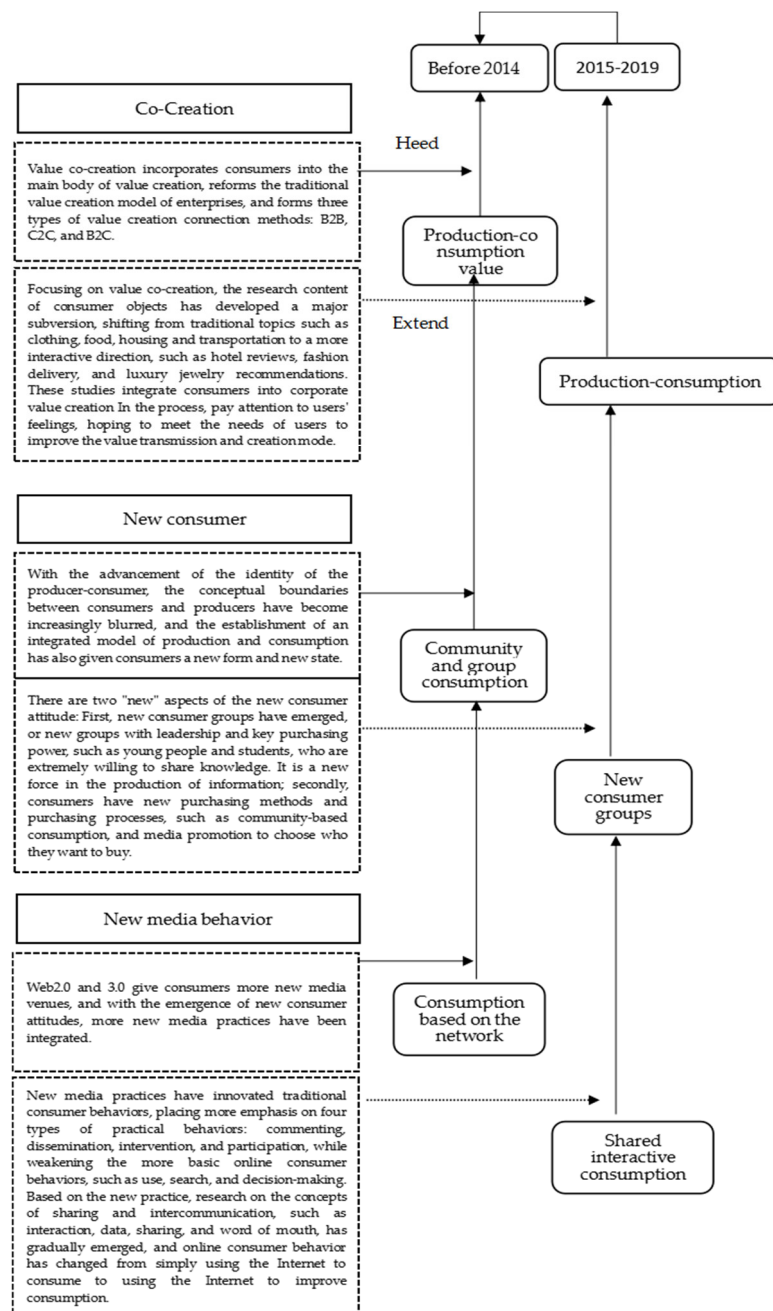 Before 2014
2015-2019
Co-Creation
Heed
Value co-creation incorporates consumers into the
main body of value creation, reforms the traditional
value creation model of enterprises, and forms three
types of value creation connection methods: B2B,
C2C, and B2C.
Production-co
nsumption
value
Focusing on value co-creation, the research content
of consumer objects has developed a major
subversion, shifting from traditional topics such as
clothing, food, housing and transportation to a more
interactive direction, such as hotel reviews, fashion
delivery, and luxury jewelry recommendations.
These studies integrate consumers into corporate
value creation In the process, pay attention to users'
feelings, hoping to meet the needs of users to
improve the value transmission and creation mode.
Extend
Production-consumption
New consumer
With the advancement of the identity of the
producer-consumer, the conceptual boundaries
between consumers and producers have become
increasingly blurred, and the establishment of an
integrated model of production and consumption
has also given consumers a new form and new state.
Community
and group
consumption
There are two "new" aspects of the new consumer
attitude: First, new consumer groups have emerged,
or new groups with leadership and key purchasing
power, such as young people and students, who are
extremely willing to share knowledge. It is a new
force in the production of information; secondly,
consumers have new purchasing methods and
purchasing processes, such as community-based
consumption, and media promotion to choose who
they want to buy.
New
consumer
groups
New media behavior
Web2.0 and 3.0 give consumers more new media
venues, and with the emergence of new consumer
attitudes, more new media practices have been
integrated.
Consumption
based on the
network
New media practices have innovated traditional
consumer behaviors, placing more emphasis on four
types of practical behaviors: commenting,
dissemination, intervention, and participation, while
weakening the more basic online consumer
behaviors, such as use, search, and decision-making.
Based on the new practice, research on the concepts
of sharing and intercommunication, such as
interaction, data, sharing, and word of mouth, has
gradually emerged, and online consumer behavior
has changed from simply using the Internet to
consume to using the Internet to improve
consumption.
Shared
interactive
consumption